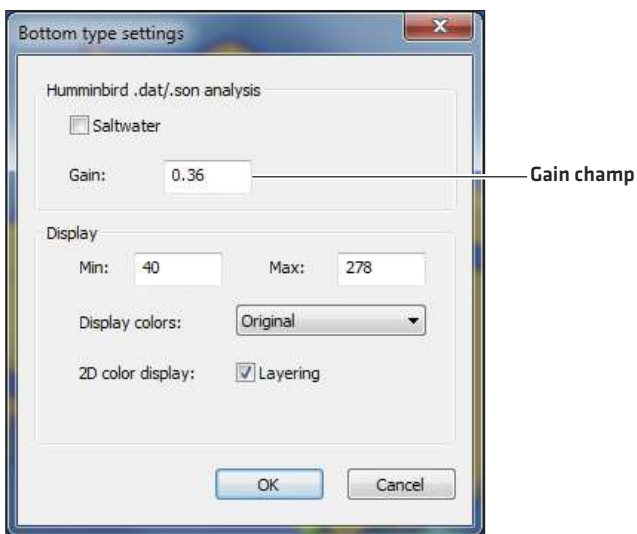 Bottom type settings
Humminbird .dat/.son analysis
Saltwater
Gain: 0.36
Gain champ
Display
Min: 40 Max: 278
Display colors: Original
2D color display: Layering
OK Cancel